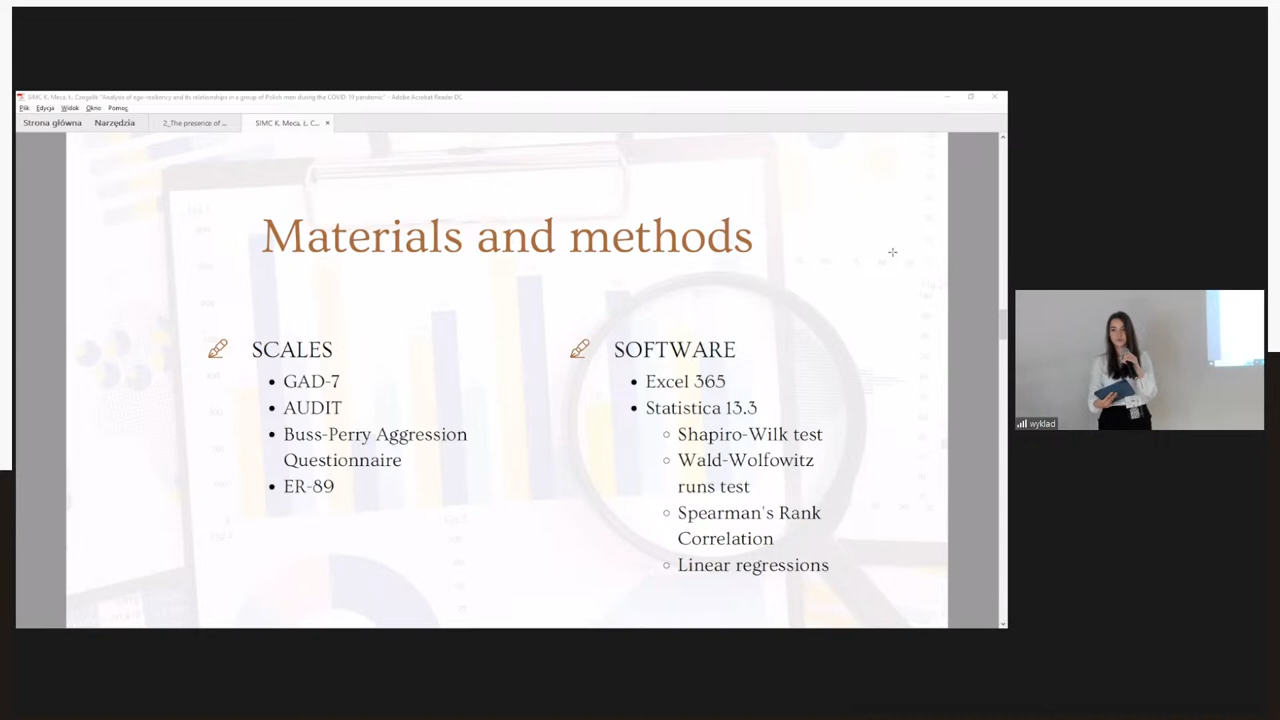 SIMC K. Meca, Ł. Czogalik "Analysis of ego-resiliency and its relationships in a group of Polish men during the COVID-19 pandemic" - Adobe Acrobat Reader DC
Plik Edycja Widok Okno Pomoc
Strona główna Narzędzia 2_The presence of ... SIMC K. Meca, Ł. C... ×
Materials and methods
SCALES
• GAD-7
• AUDIT
• Buss-Perry Aggression
Questionnaire
• ER-89
SOFTWARE
• Excel 365
• Statistica 13.3
○ Shapiro-Wilk test
○ Wald-Wolfowitz
runs test
○ Spearman's Rank
Correlation
○ Linear regressions
wyklad